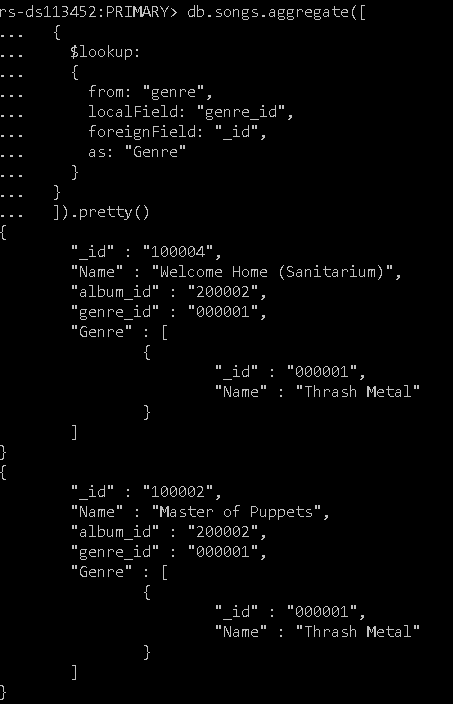 rs-ds113452:PRIMARY> db.songs.aggregate([
... {
... $lookup:
... {
... from: "genre",
... localField: "genre_id",
... foreignField: "_id",
... as: "Genre"
... }
... }
... ]).pretty()
{
"_id" : "100004",
"Name" : "Welcome Home (Sanitarium)",
"album_id" : "200002",
"genre_id" : "000001",
"Genre" : [
{
"_id" : "000001",
"Name" : "Thrash Metal"
}
]
}
{
"_id" : "100002",
"Name" : "Master of Puppets",
"album_id" : "200002",
"genre_id" : "000001",
"Genre" : [
{
"_id" : "000001",
"Name" : "Thrash Metal"
}
]
}